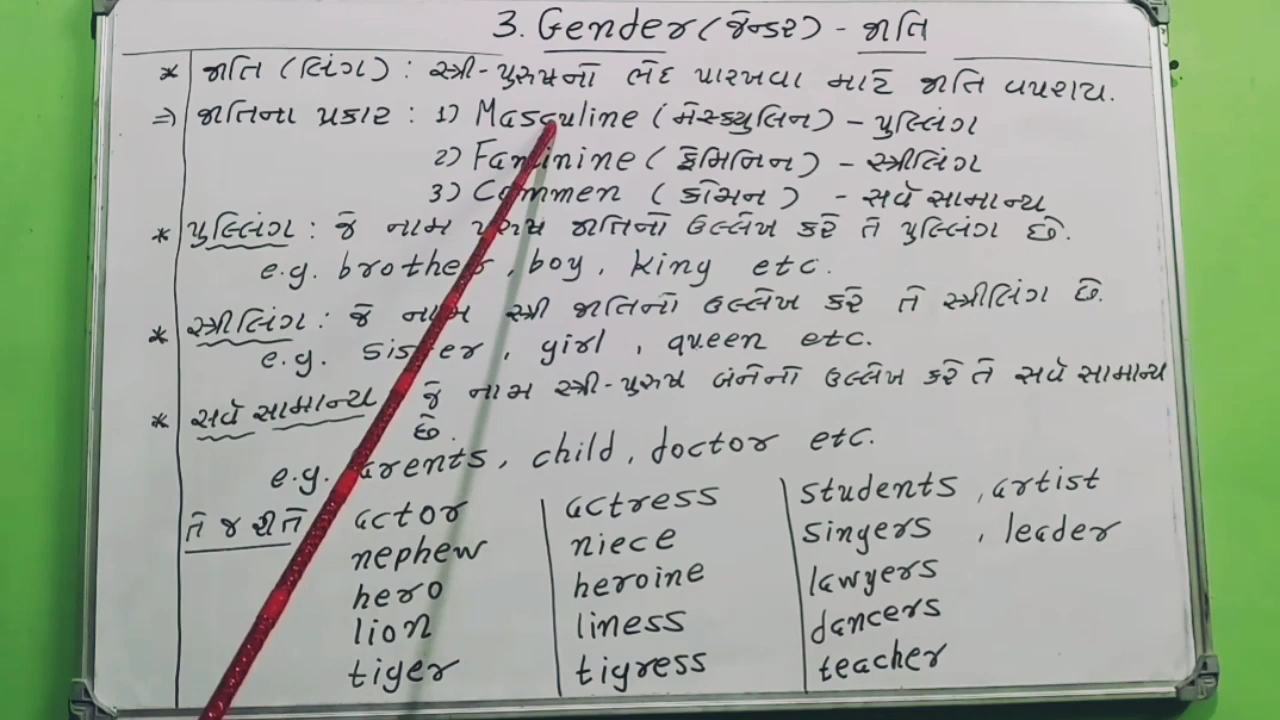 3. Gender (જેન્ડર) - જાતિ
* જાતિ (લિંગ) : સ્ત્રી-પુરુષનો ભેદ પારખવા માટે જાતિ વપરાય.
⇒ જાતિના પ્રકાર : 1) Masculine (મેસ્ક્યુલિન) - પુલ્લિંગ
2) Faminine (ફેમિનિન) - સ્ત્રીલિંગ
3) Commen (કોમન) - સર્વ સામાન્ય
* પુલ્લિંગ : જે નામ પુરુષ જાતિનો ઉલ્લેખ કરે તે પુલ્લિંગ છે.
e.g. brother, boy, king etc.
* સ્ત્રીલિંગ : જે નામ સ્ત્રી જાતિનો ઉલ્લેખ કરે તે સ્ત્રીલિંગ છે.
e.g. sister, girl, queen etc.
* સર્વ સામાન્ય જે નામ સ્ત્રી-પુરુષ બંનેનો ઉલ્લેખ કરે તે સર્વ સામાન્ય
છે.
e.g. parents, child, doctor etc.
તે જ રીતે actor actress students, artist
nephew niece singers, leader
hero heroine lawyers
lion liness dancers
tiger tigress teacher